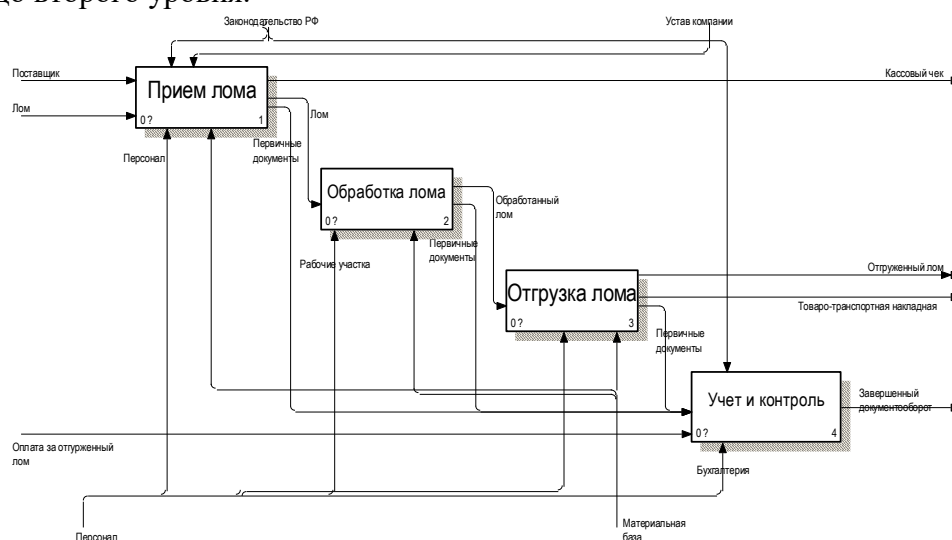 до второго уровня.
Законодательство РФ
Устав компании
Поставщик
Кассовый чек
Прием лома
Лом
0 ?
1
Лом
Персонал
Первичные
документы
Обработка лома
0 ?
2
Обработанный
лом
Рабочие участка
Первичные
документы
Отгруженный лом
Отгрузка лома
Товаро-транспортная накладная
0 ?
3
Первичные
документы
Учет и контроль
Завершенный
документооборот
0 ?
4
Оплата за отгурженный
лом
Бухгалтерия
Персонал
Материальная
база